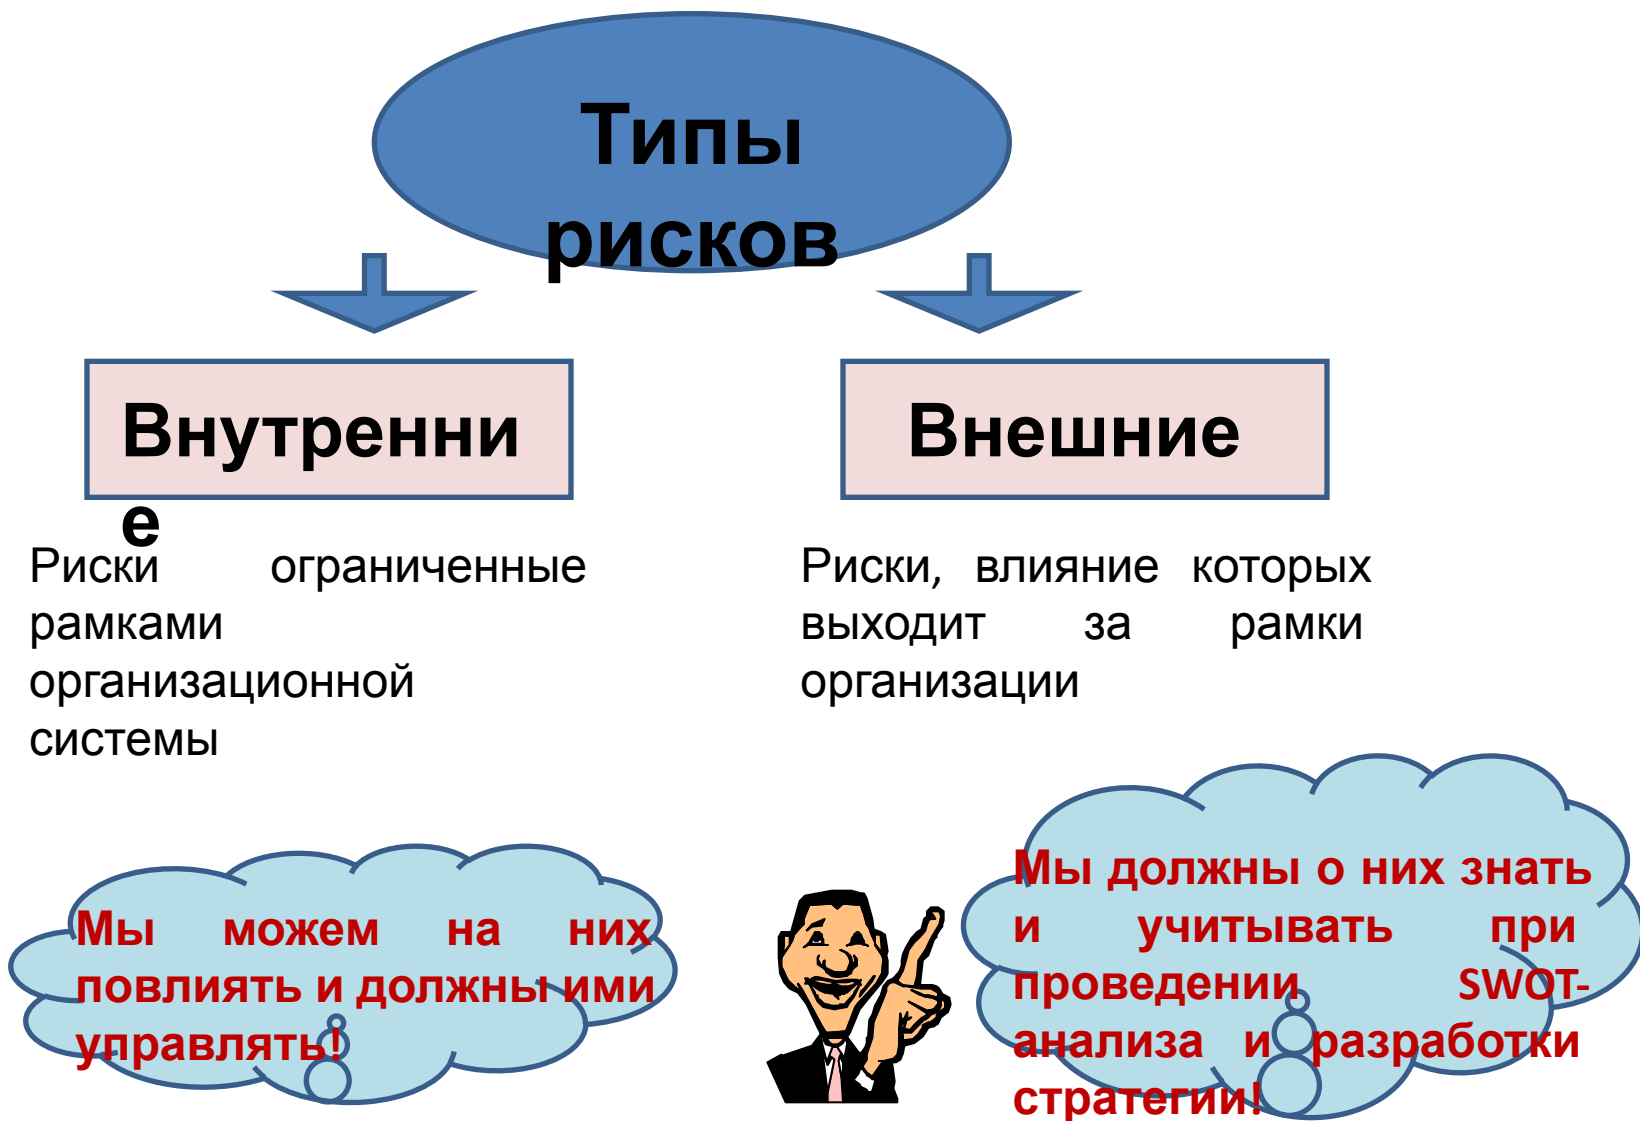 Типы
рисков
Внутренни
е
Внешние
Риски ограниченные
рамками
организационной
системы
Риски, влияние которых
выходит за рамки
организации
Мы можем на них
повлиять и должны ими
управлять!
Мы должны о них знать
и учитывать при
проведении SWOT-
анализа и разработки
стратегии!